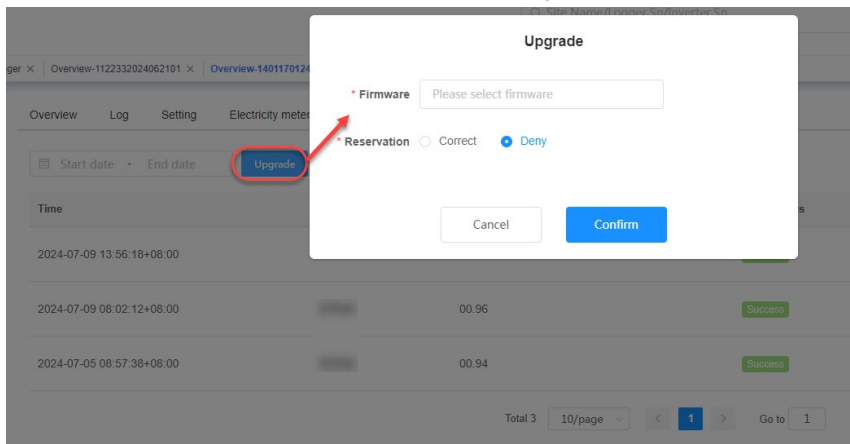 Site Name/Logger Sn/Inverter Sn
Upgrade
ger × Overview-1122332024062101 × Overview-1401170124
* Firmware Please select firmware
Overview Log Setting Electricity meter
* Reservation Correct Deny
Start date - End date Upgrade
Cancel Confirm
Time s
2024-07-09 13:56:18+08:00
2024-07-09 08:02:12+08:00 00.96 Success
2024-07-05 08:57:38+08:00 00.94 Success
Total 3 10/page < 1 > Go to 1